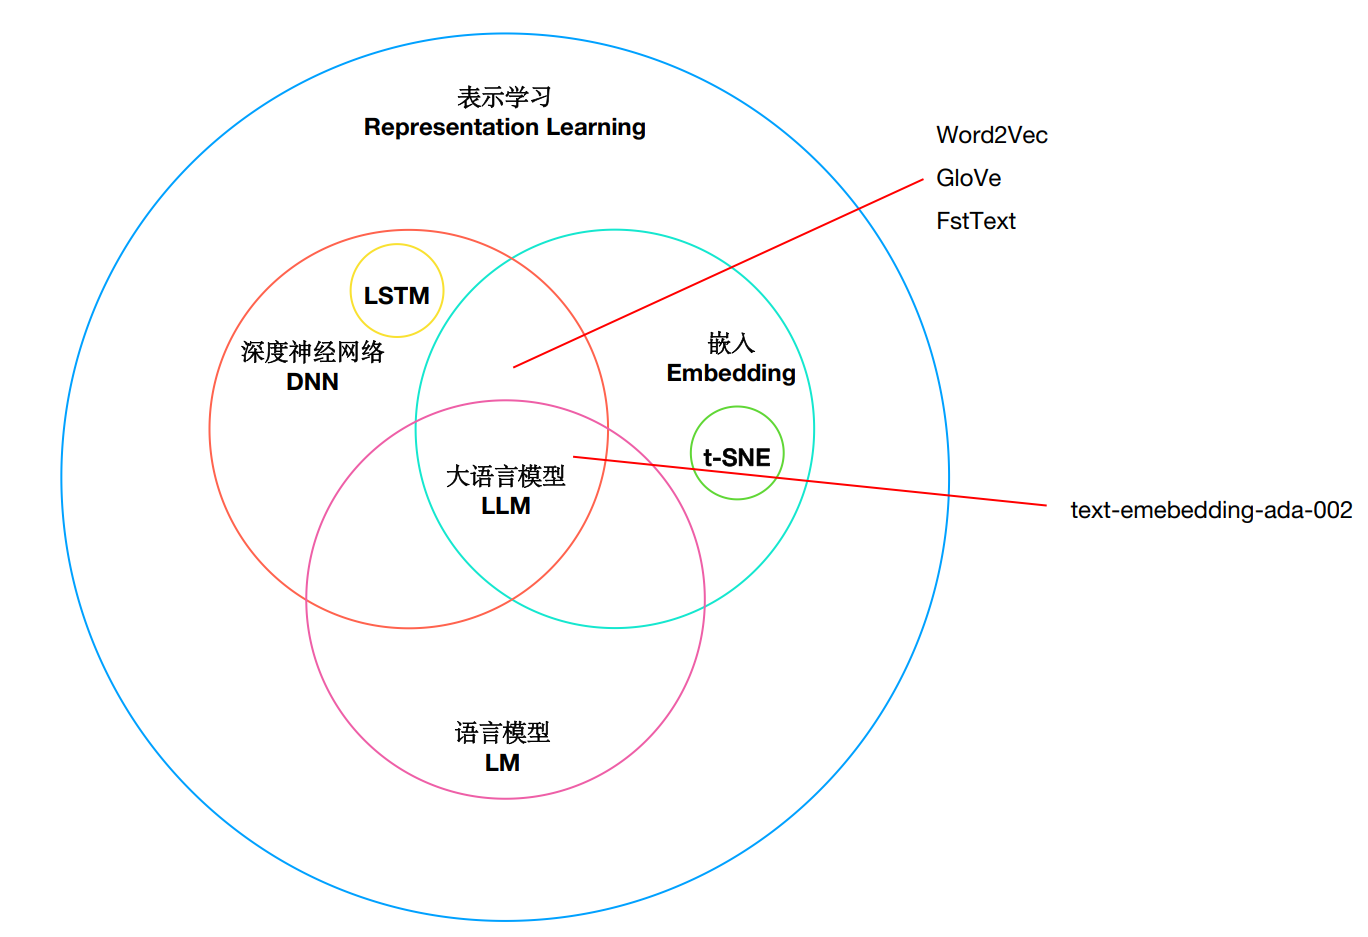 表示学习
Representation Learning
Word2Vec
GloVe
FstText
LSTM
深度神经网络
DNN
嵌入
Embedding
t-SNE
大语言模型
LLM
text-emebedding-ada-002
语言模型
LM